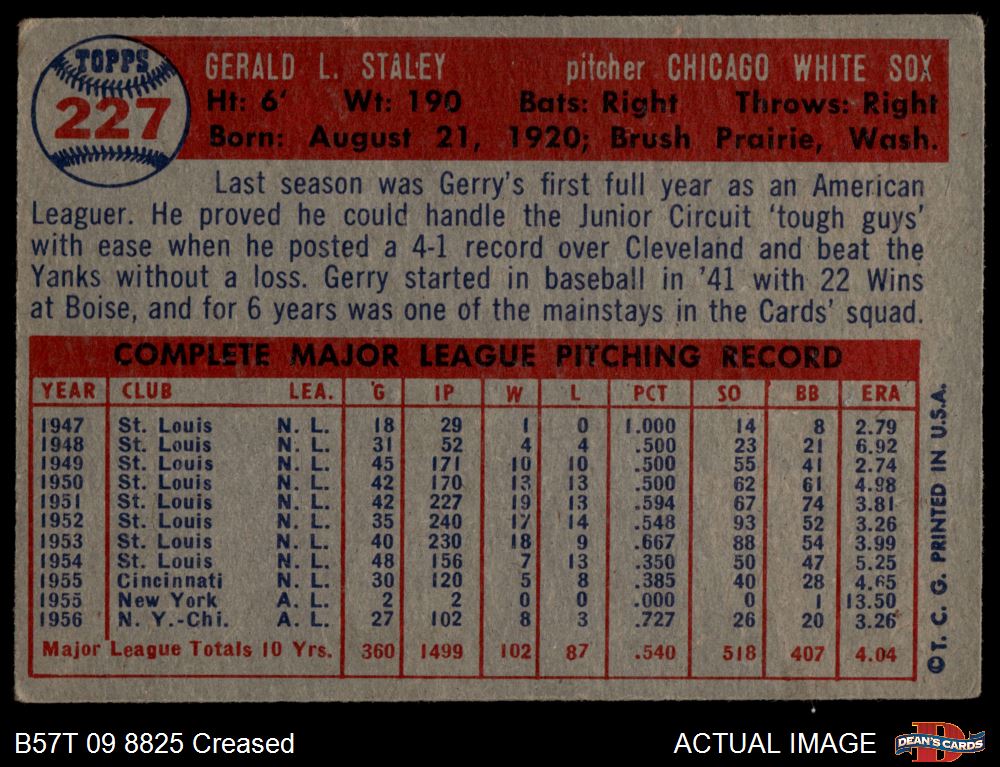 TOPPS
227
GERALD L. STALEY pitcher CHICAGO WHITE SOX
Ht: 6' Wt: 190 Bats: Right Throws: Right
Born: August 21, 1920; Brush Prairie, Wash.
Last season was Gerry's first full year as an American
Leaguer. He proved he could handle the Junior Circuit 'tough guys'
with ease when he posted a 4-1 record over Cleveland and beat the
Yanks without a loss. Gerry started in baseball in '41 with 22 Wins
at Boise, and for 6 years was one of the mainstays in the Cards' squad.
COMPLETE MAJOR LEAGUE PITCHING RECORD
YEAR CLUB LEA. G IP W L PCT SO BB ERA
1947 St. Louis N. L. 18 29 1 0 1.000 14 8 2.79
1948 St. Louis N. L. 31 52 4 4 .500 23 21 6.92
1949 St. Louis N. L. 45 171 10 10 .500 55 41 2.74
1950 St. Louis N. L. 42 170 13 13 .500 62 61 4.98
1951 St. Louis N. L. 42 227 19 13 .594 67 74 3.81
1952 St. Louis N. L. 35 240 17 14 .548 93 52 3.26
1953 St. Louis N. L. 40 230 18 9 .667 88 54 3.99
1954 St. Louis N. L. 48 156 7 13 .350 50 47 5.25
1955 Cincinnati N. L. 30 120 5 8 .385 40 28 4.65
1955 New York A. L. 2 2 0 0 .000 0 1 13.50
1956 N. Y.-Chi. A. L. 27 102 8 3 .727 26 20 3.26
Major League Totals 10 Yrs. 360 1499 102 87 .540 518 407 4.04
©T. C. G. PRINTED IN U.S.A.
B57T 09 8825 Creased
ACTUAL IMAGE
D
DEAN'S CARDS